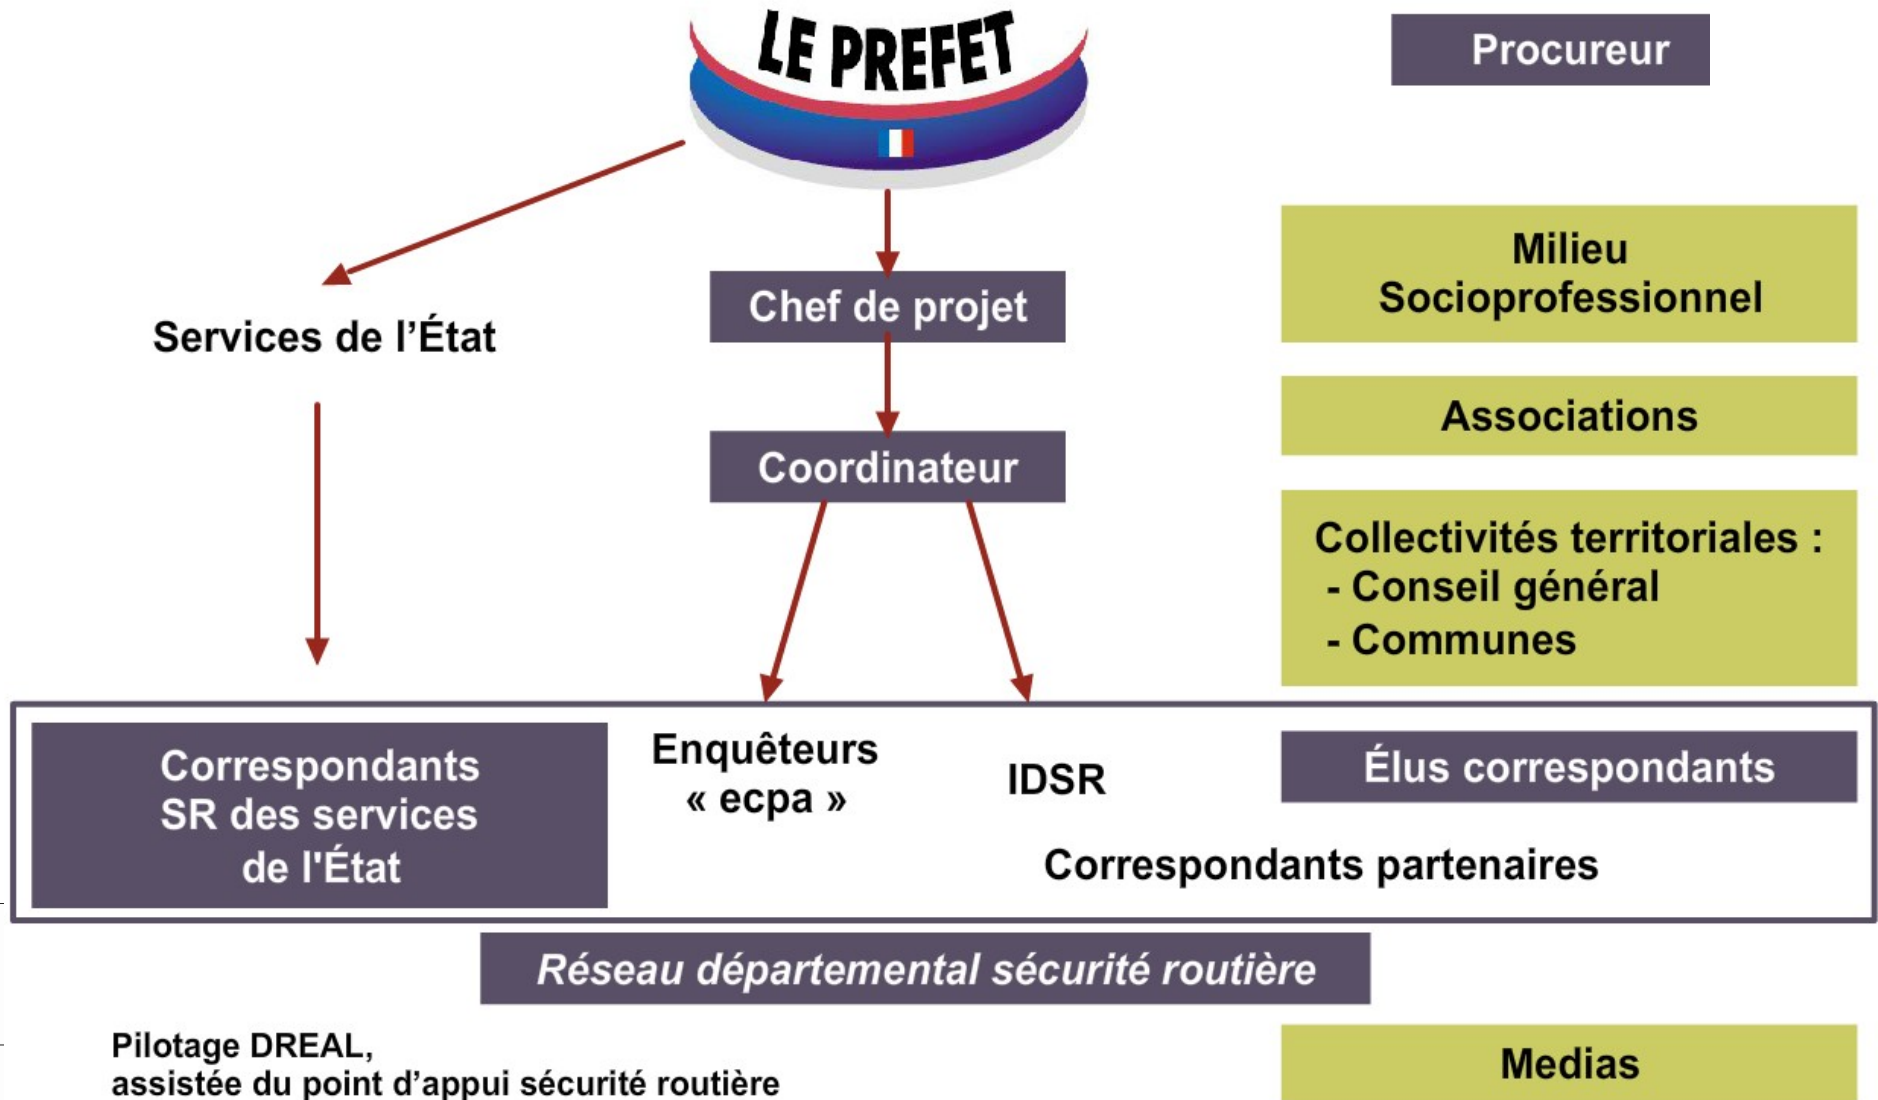 LE PREFET
Procureur
Milieu
Socioprofessionnel
Chef de projet
Services de l’État
Associations
Coordinateur
Collectivités territoriales :
- Conseil général
- Communes
Correspondants
SR des services
de l'État
Enquêteurs
« ecpa »
IDSR
Élus correspondants
Correspondants partenaires
Réseau départemental sécurité routière
Pilotage DREAL,
assistée du point d’appui sécurité routière
Medias